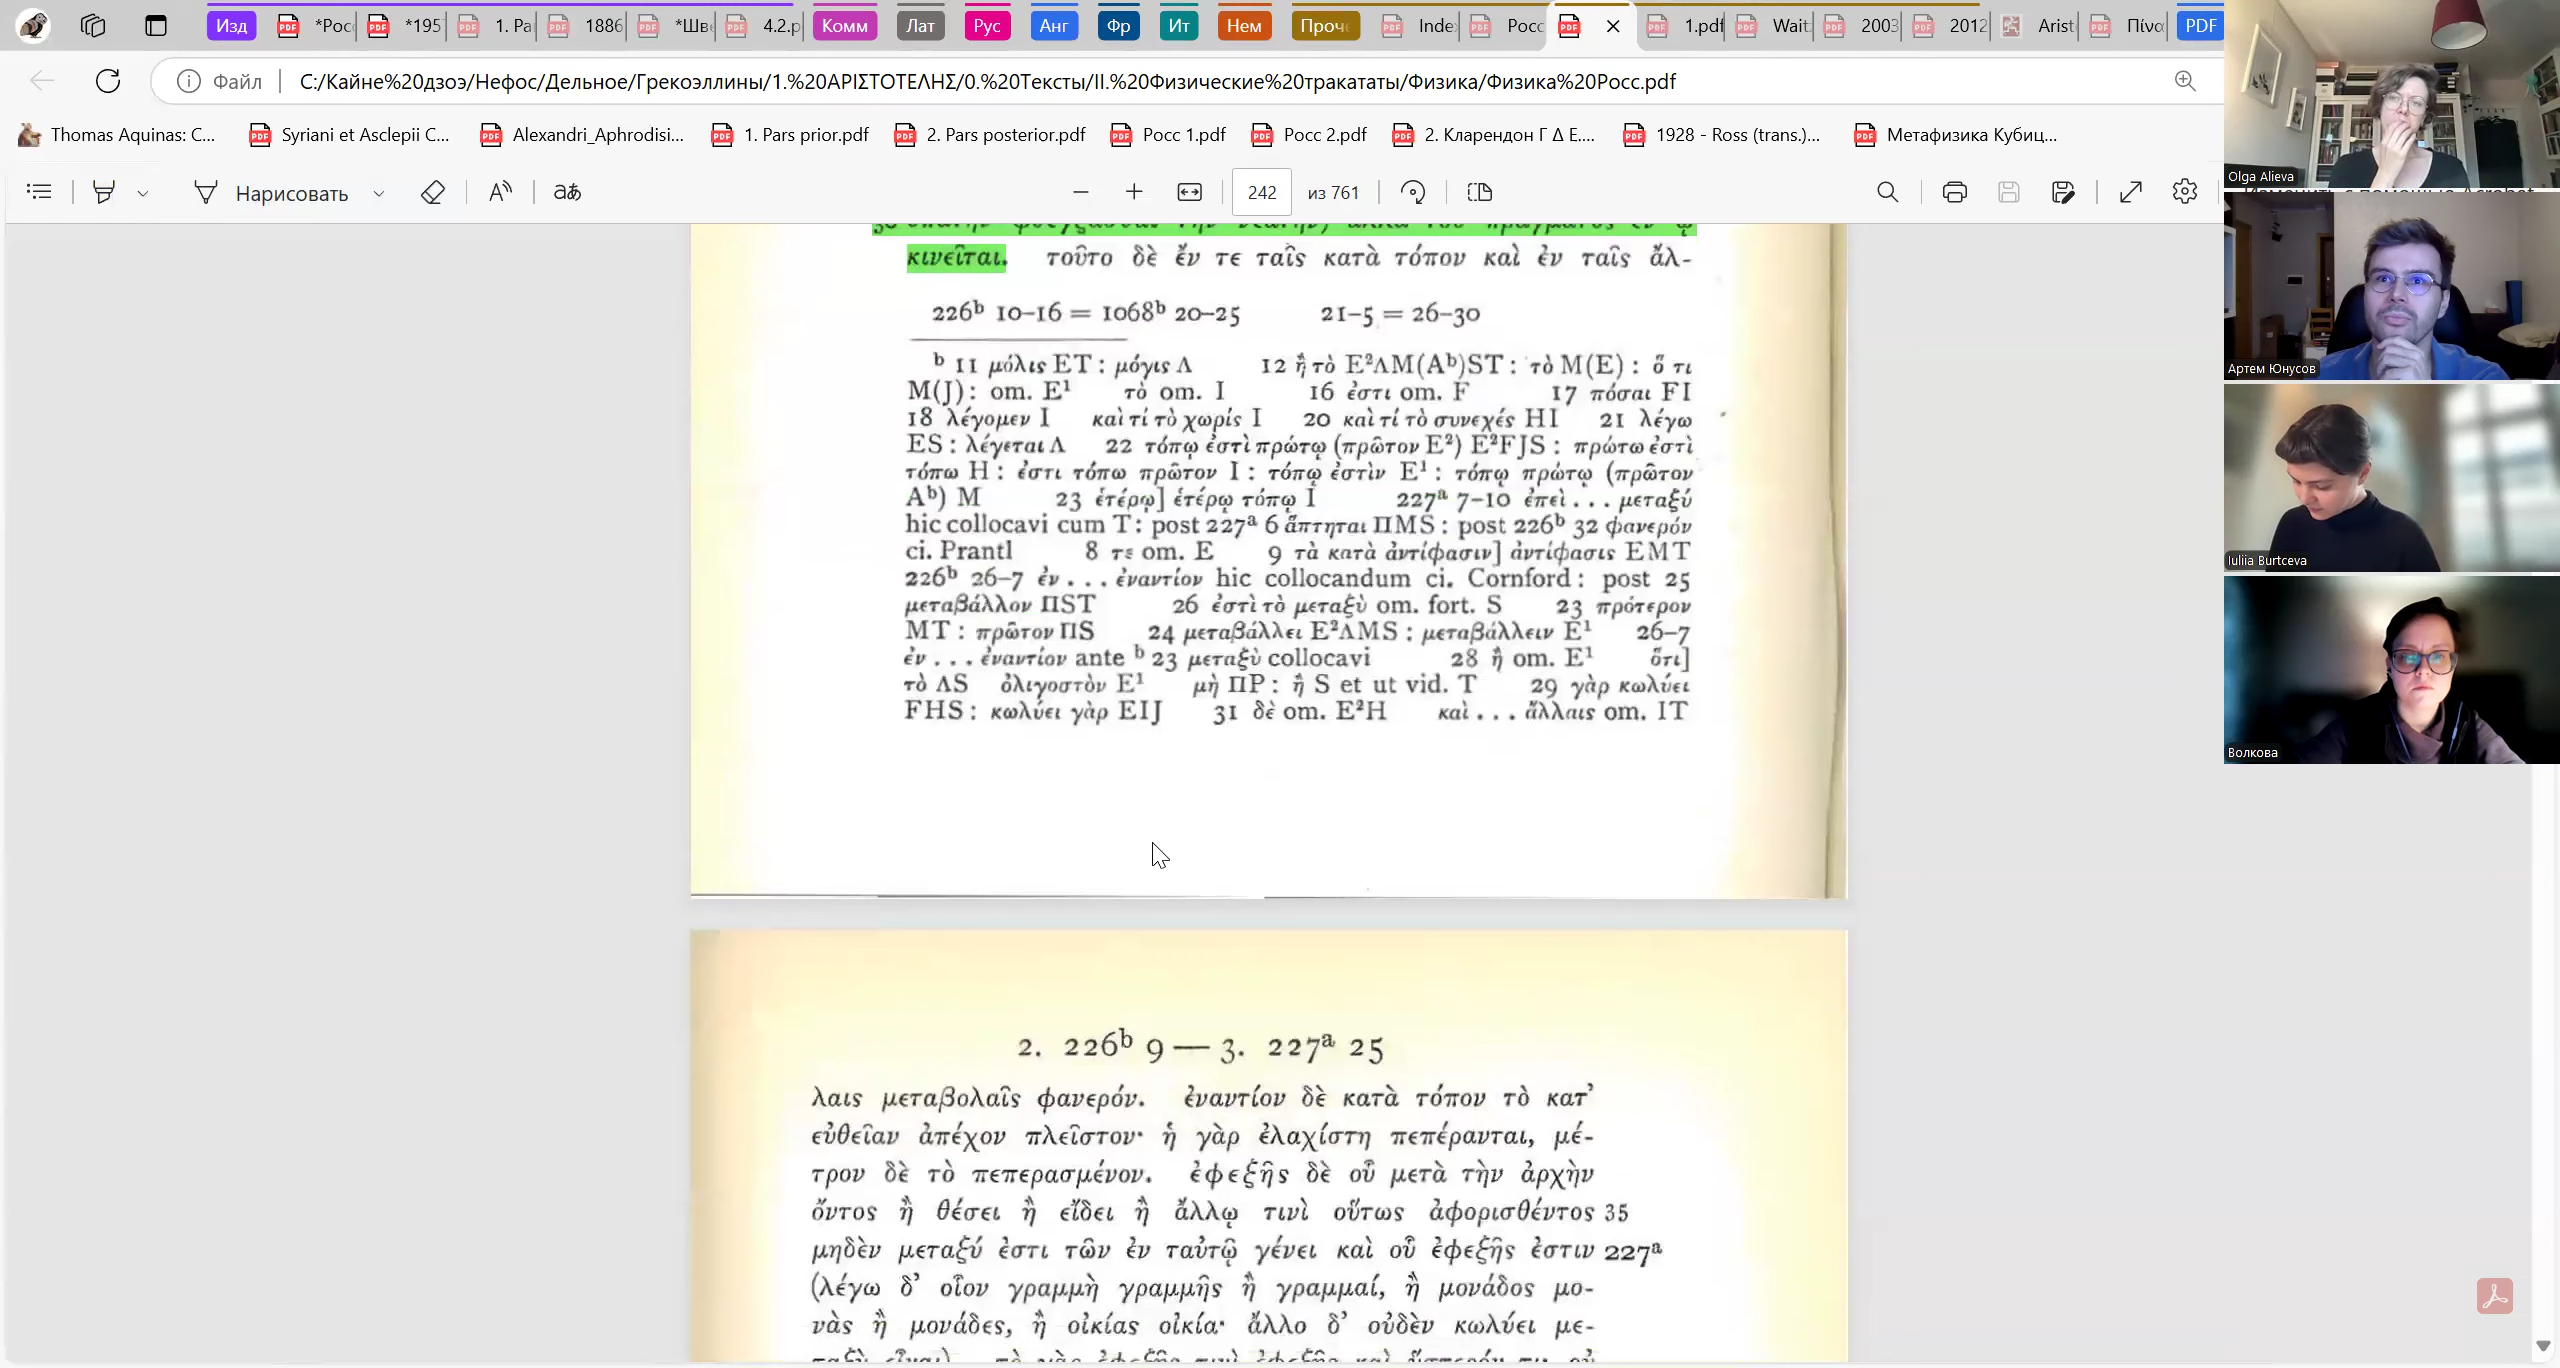 Изд
*Рос
*195
1. Pa
1886
*Шв
4.2.p
Комм
Лат
Рус
Анг
Фр
Ит
Нем
Проч
Index
Росс
1.pdf
Wait
2003
2012
Arist
Πίνα
PDF
Файл
C:/Кайне%20дзоэ/Нефос/Дельное/Грекоэллины/1.%20ΑΡΙΣΤΟΤΕΛΗΣ/0.%20Тексты/II.%20Физические%20тракататы/Физика/Физика%20Росс.pdf
Thomas Aquinas: C...
Syriani et Asclepii C...
Alexandri_Aphrodisi...
1. Pars prior.pdf
2. Pars posterior.pdf
Росс 1.pdf
Росс 2.pdf
2. Кларендон Г Δ Е....
1928 - Ross (trans.)...
Метафизика Кубиц...
Нарисовать
242 из 761
κινεῖται. τοῦτο δὲ ἔν τε ταῖς κατὰ τόπον καὶ ἐν ταῖς ἄλ-
226ᵇ 10–16 = 1068ᵇ 20–25 21–5 = 26–30
ᵇ 11 μόλις ET : μόγις Λ 12 ἢ τὸ E²ΛM(Aᵇ)ST : τὸ M(E) : ὅ τι
M(J) : om. E¹ τὸ om. I 16 ἐστι om. F 17 πόσαι FI
18 λέγομεν I καὶ τί τὸ χωρίς I 20 καὶ τί τὸ συνεχές HI 21 λέγω
ES : λέγεται Λ 22 τόπῳ ἐστὶ πρώτῳ (πρῶτον E²) E²FJS : πρώτω ἐστὶ
τόπω H : ἐστι τόπω πρῶτον I : τόπῳ ἐστὶν E¹ : τόπῳ πρώτῳ (πρῶτον
Aᵇ) M 23 ἑτέρῳ] ἑτέρῳ τόπῳ I 227ᵃ 7–10 ἐπεὶ . . . μεταξύ
hic collocavi cum T : post 227ᵃ 6 ἅπτηται ΠMS : post 226ᵇ 32 φανερόν
ci. Prantl 8 τε om. E 9 τὰ κατὰ ἀντίφασιν] ἀντίφασις EMT
226ᵇ 26–7 ἐν . . . ἐναντίον hic collocandum ci. Cornford : post 25
μεταβάλλον ΠST 26 ἐστὶ τὸ μεταξὺ om. fort. S 23 πρότερον
MT : πρῶτον ΠS 24 μεταβάλλει E²ΛMS : μεταβάλλειν E¹ 26–7
ἐν . . . ἐναντίον ante ᵇ 23 μεταξὺ collocavi 28 ἢ om. E¹ ὅτι]
τὸ ΛS ὀλιγοστὸν E¹ μὴ ΠP : ἢ S et ut vid. T 29 γὰρ κωλύει
FHS : κωλύει γὰρ EIJ 31 δὲ om. E²H καὶ . . . ἄλλαις om. IT
2. 226ᵇ 9 — 3. 227ᵃ 25
λαις μεταβολαῖς φανερόν. ἐναντίον δὲ κατὰ τόπον τὸ κατ’
εὐθεῖαν ἀπέχον πλεῖστον· ἡ γὰρ ἐλαχίστη πεπέρανται, μέ-
τρον δὲ τὸ πεπερασμένον. ἐφεξῆς δὲ οὗ μετὰ τὴν ἀρχὴν
ὄντος ἢ θέσει ἢ εἴδει ἢ ἄλλῳ τινὶ οὕτως ἀφορισθέντος 35
μηδὲν μεταξύ ἐστι τῶν ἐν ταὐτῷ γένει καὶ οὗ ἐφεξῆς ἐστιν 227ᵃ
(λέγω δ’ οἷον γραμμὴ γραμμῆς ἢ γραμμαί, ἢ μονάδος μο-
νὰς ἢ μονάδες, ἢ οἰκίας οἰκία· ἄλλο δ’ οὐδὲν κωλύει με-
Olga Alieva
Артем Юнусов
Iuliia Burtceva
Волкова